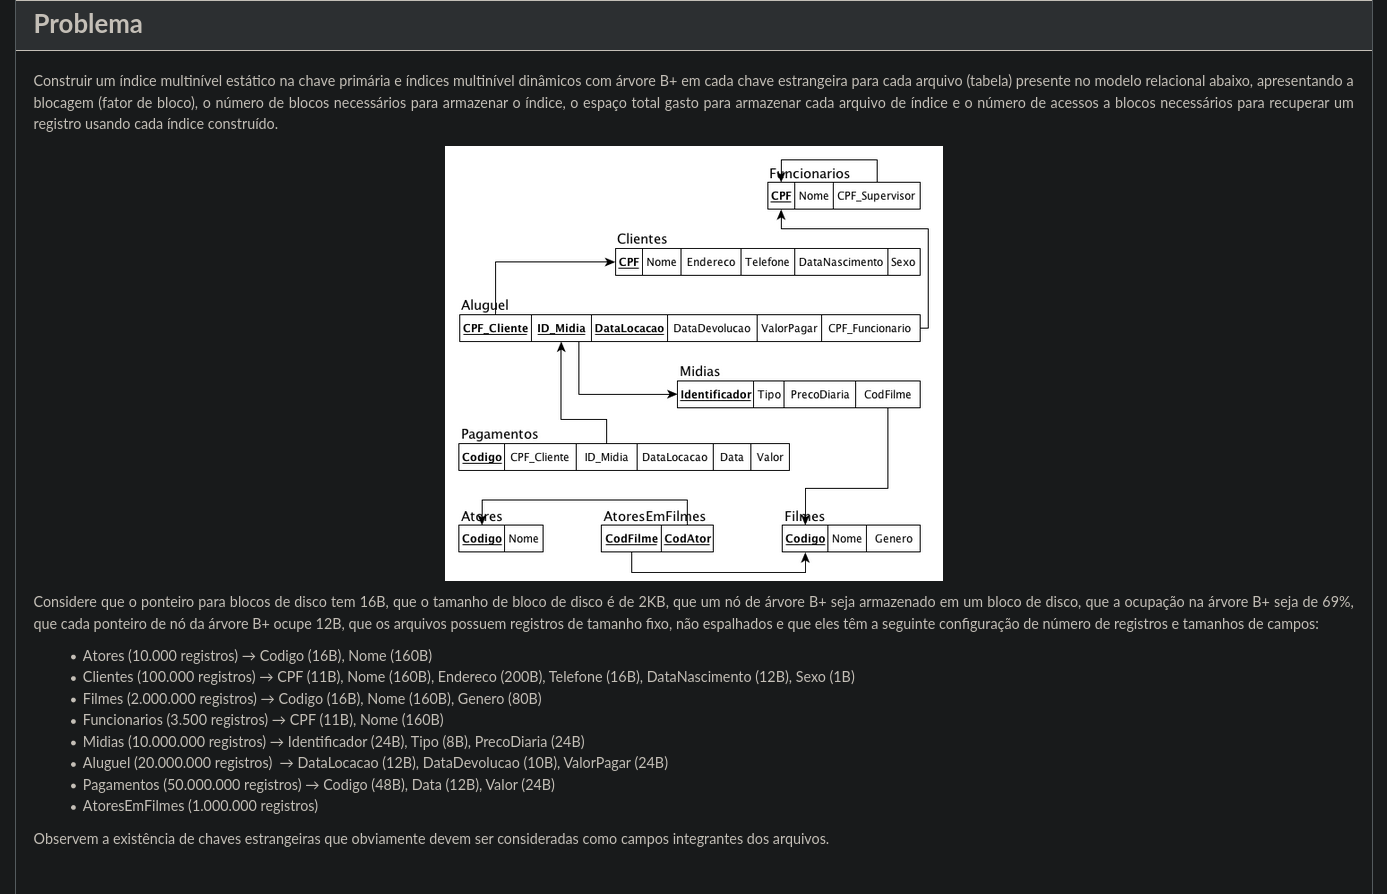 Problema
Construir um índice multinível estático na chave primária e índices multinível dinâmicos com árvore B+ em cada chave estrangeira para cada arquivo (tabela) presente no modelo relacional abaixo, apresentando a
blocagem (fator de bloco), o número de blocos necessários para armazenar o índice, o espaço total gasto para armazenar cada arquivo de índice e o número de acessos a blocos necessários para recuperar um
registro usando cada índice construído.
Funcionarios
CPF Nome CPF_Supervisor
Clientes
CPF Nome Endereco Telefone DataNascimento Sexo
Aluguel
CPF_Cliente ID_Midia DataLocacao DataDevolucao ValorPagar CPF_Funcionario
Midias
Identificador Tipo PrecoDiaria CodFilme
Pagamentos
Codigo CPF_Cliente ID_Midia DataLocacao Data Valor
Atores AtoresEmFilmes Filmes
Codigo Nome CodFilme CodAtor Codigo Nome Genero
Considere que o ponteiro para blocos de disco tem 16B, que o tamanho de bloco de disco é de 2KB, que um nó de árvore B+ seja armazenado em um bloco de disco, que a ocupação na árvore B+ seja de 69%,
que cada ponteiro de nó da árvore B+ ocupe 12B, que os arquivos possuem registros de tamanho fixo, não espalhados e que eles têm a seguinte configuração de número de registros e tamanhos de campos:
• Atores (10.000 registros) → Codigo (16B), Nome (160B)
• Clientes (100.000 registros) → CPF (11B), Nome (160B), Endereco (200B), Telefone (16B), DataNascimento (12B), Sexo (1B)
• Filmes (2.000.000 registros) → Codigo (16B), Nome (160B), Genero (80B)
• Funcionarios (3.500 registros) → CPF (11B), Nome (160B)
• Midias (10.000.000 registros) → Identificador (24B), Tipo (8B), PrecoDiaria (24B)
• Aluguel (20.000.000 registros) → DataLocacao (12B), DataDevolucao (10B), ValorPagar (24B)
• Pagamentos (50.000.000 registros) → Codigo (48B), Data (12B), Valor (24B)
• AtoresEmFilmes (1.000.000 registros)
Observem a existência de chaves estrangeiras que obviamente devem ser consideradas como campos integrantes dos arquivos.